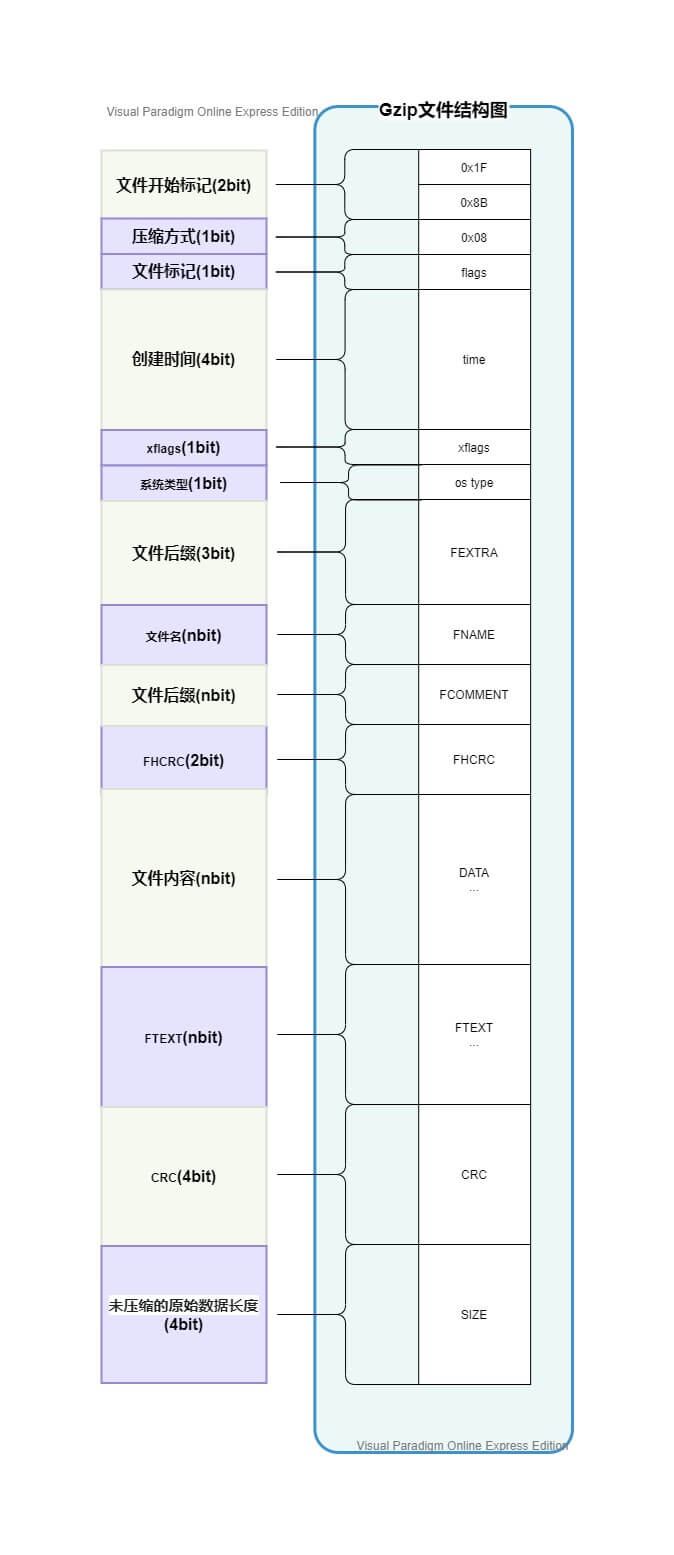 Visual Paradigm Online Express Edition
Gzip文件结构图
文件开始标记(2bit)
0x1F
0x8B
压缩方式(1bit)
0x08
文件标记(1bit)
flags
创建时间(4bit)
time
xflags(1bit)
xflags
系统类型(1bit)
os type
文件后缀(3bit)
FEXTRA
文件名(nbit)
FNAME
文件后缀(nbit)
FCOMMENT
FHCRC(2bit)
FHCRC
文件内容(nbit)
DATA
...
FTEXT(nbit)
FTEXT
...
CRC(4bit)
CRC
未压缩的原始数据长度
(4bit)
SIZE
Visual Paradigm Online Express Edition